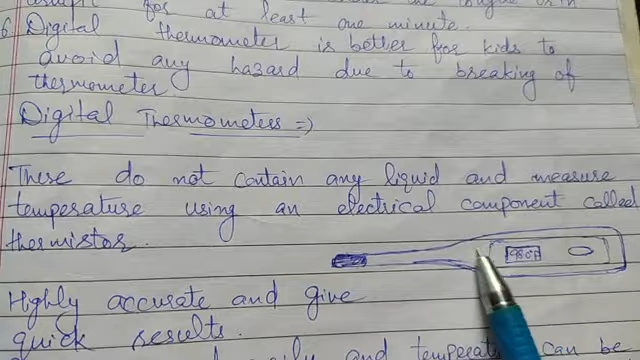 for at least one minute.
6 Digital thermometer is better for kids to
avoid any hazard due to breaking of
thermometer
Digital Thermometers =>
These do not contain any liquid and measure
temperature using an electrical component called
thermistor.
Highly accurate and give
quick results.
and temperature can be